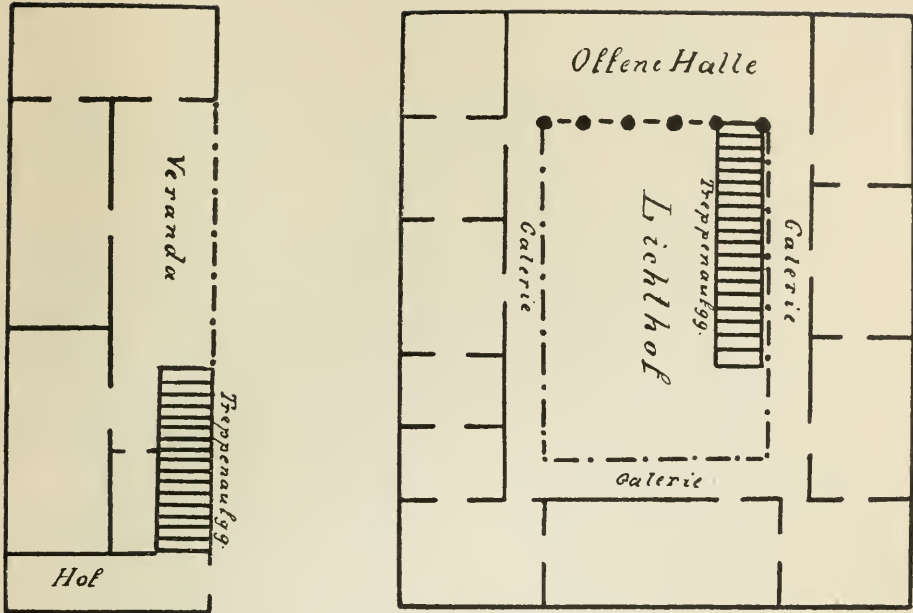 Veranda
Treppenaufgg.
Hof
Offene Halle
Galerie
Lichthof
Treppenaufgg.
Galerie
Galerie